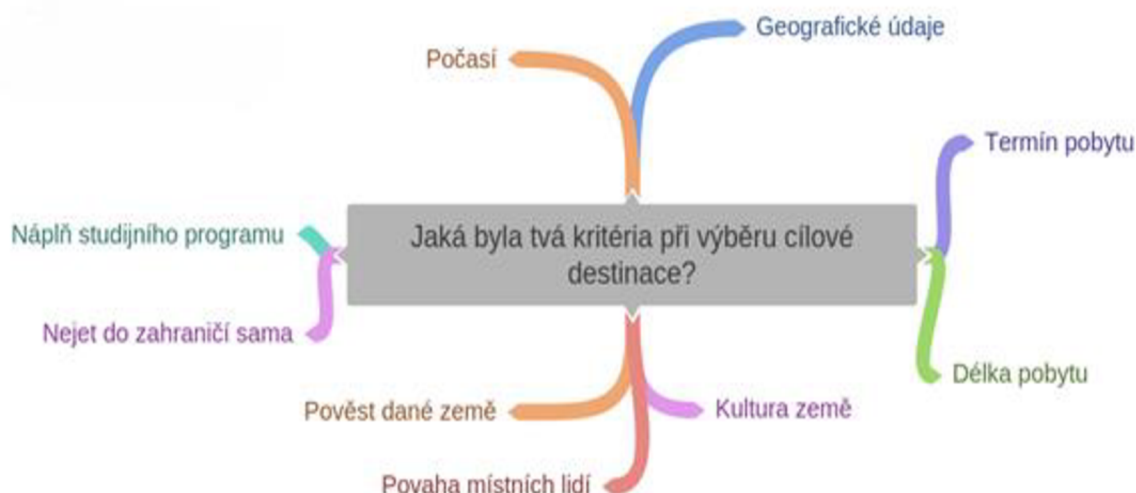 Geografické údaje
Počasí
Termín pobytu
Náplň studijního programu
Jaká byla tvá kritéria při výběru cílové
destinace?
Nejet do zahraničí sama
Délka pobytu
Pověst dané země
Kultura země
Povaha místních lidí